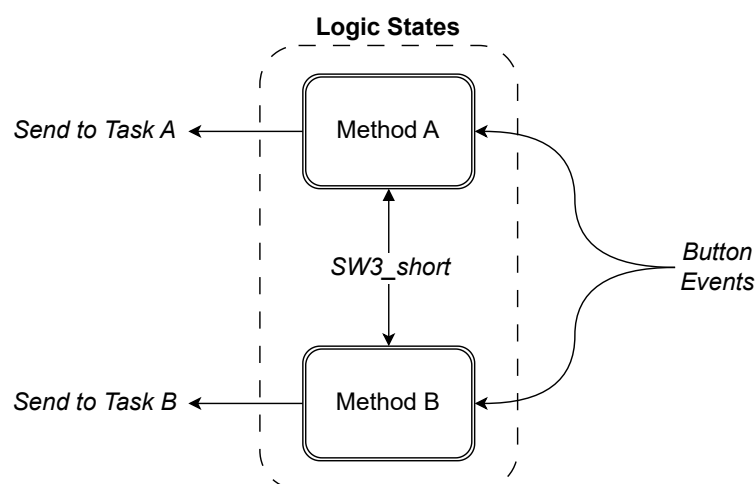 Logic States
Send to Task A
Method A
SW3_short
Button
Events
Send to Task B
Method B